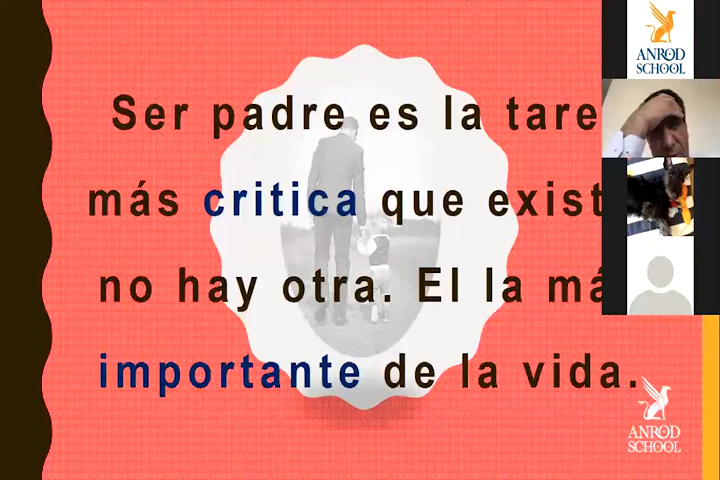 Ser padre es la tare
más critica que exist
no hay otra. El la má
importante de la vida.
ANROD
SCHOOL
ANROD
SCHOOL